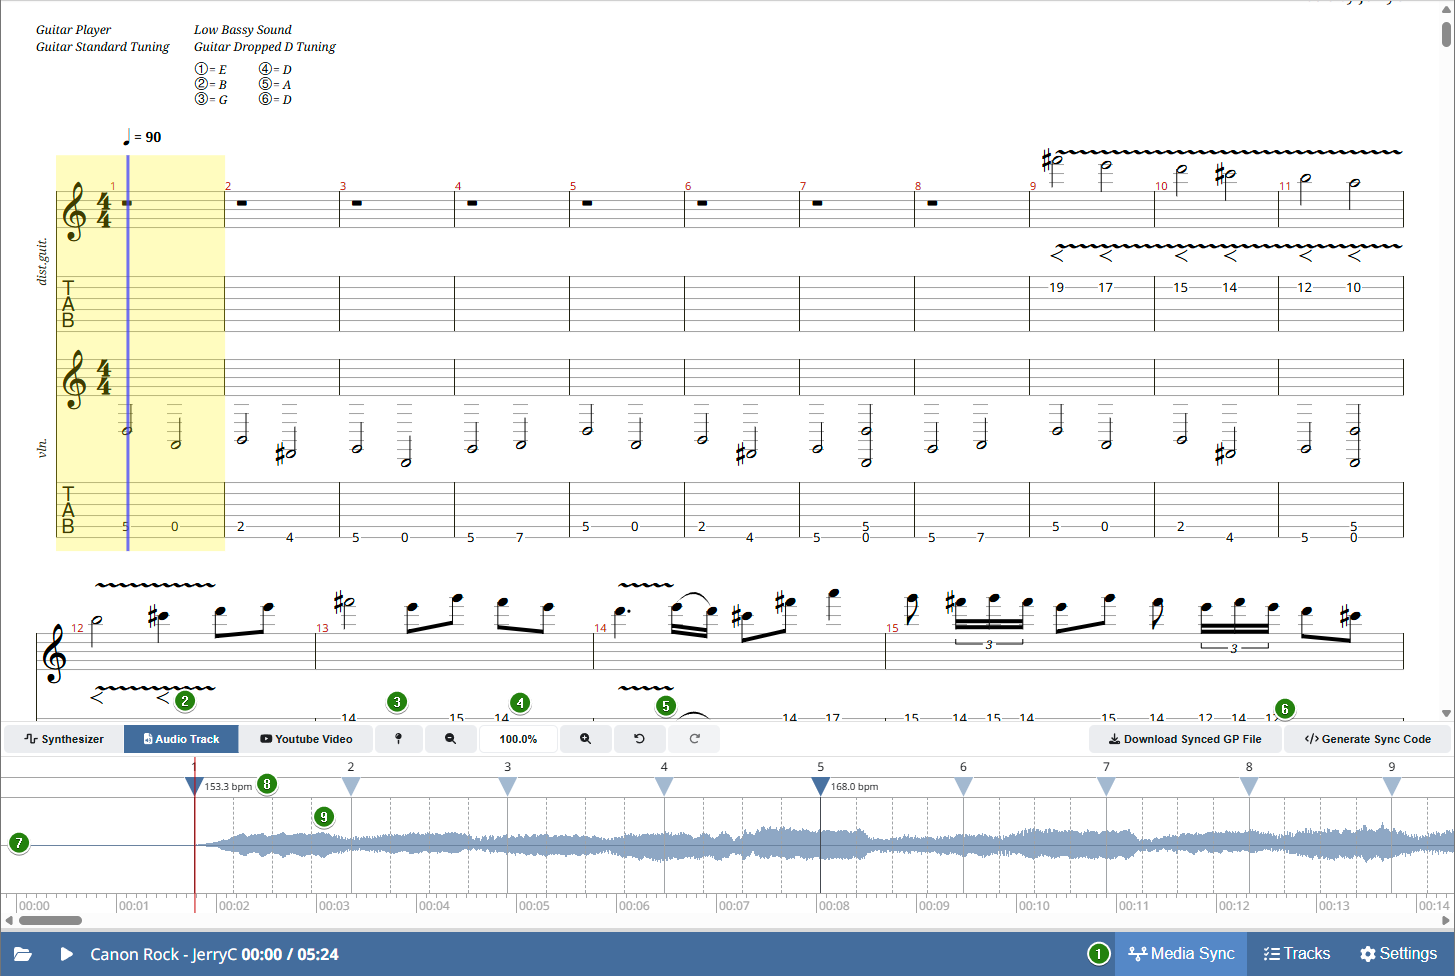 Guitar Player
Guitar Standard Tuning
Low Bassy Sound
Guitar Dropped D Tuning
①= E ④= D
②= B ⑤= A
③= G ⑥= D
♩ = 90
1 2 3 4 5 6 7 8 9 10 11
dist.guit.
T
A
B
19 17 15 14 12 10
vln.
T
A
B
5 0 2 5 0 2 5 5 0 2 5
4 5 0 5 7 4 5 0 5 7 4 5 0
12 13 14 15
3 3
2 3 4 5 6
14 15 14 14 17 15 14 15 14 15 14 12 14
Synthesizer Audio Track Youtube Video 100.0% Download Synced GP File </> Generate Sync Code
1 2 3 4 5 6 7 8 9
153.3 bpm 8 168.0 bpm
9
7
00:00 00:01 00:02 00:03 00:04 00:05 00:06 00:07 00:08 00:09 00:10 00:11 00:12 00:13 00:14
Canon Rock - JerryC 00:00 / 05:24 1 Media Sync Tracks Settings